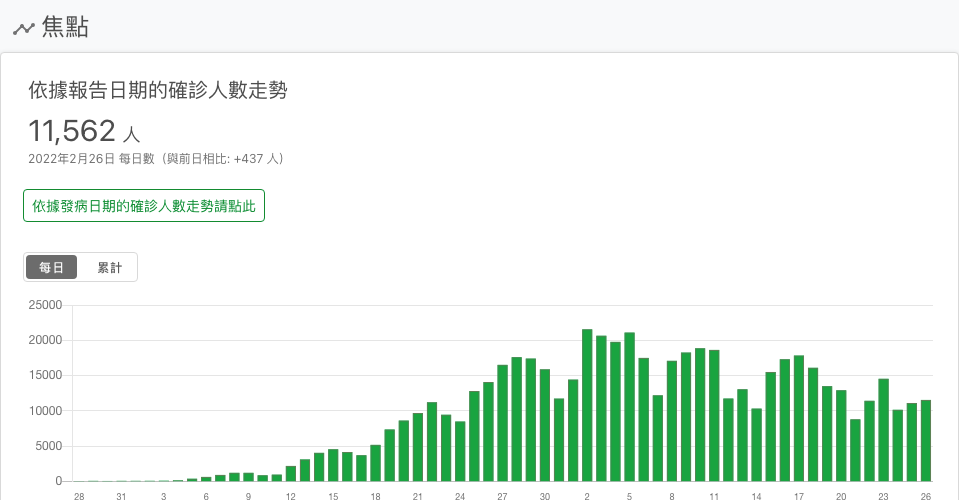 焦點
依據報告日期的確診人數走勢
11,562 人
2022年2月26日 每日數（與前日相比: +437 人）
依據發病日期的確診人數走勢請點此
每日 累計
25000
20000
15000
10000
5000
0
28 31 3 6 9 12 15 18 21 24 27 30 2 5 8 11 14 17 20 23 26